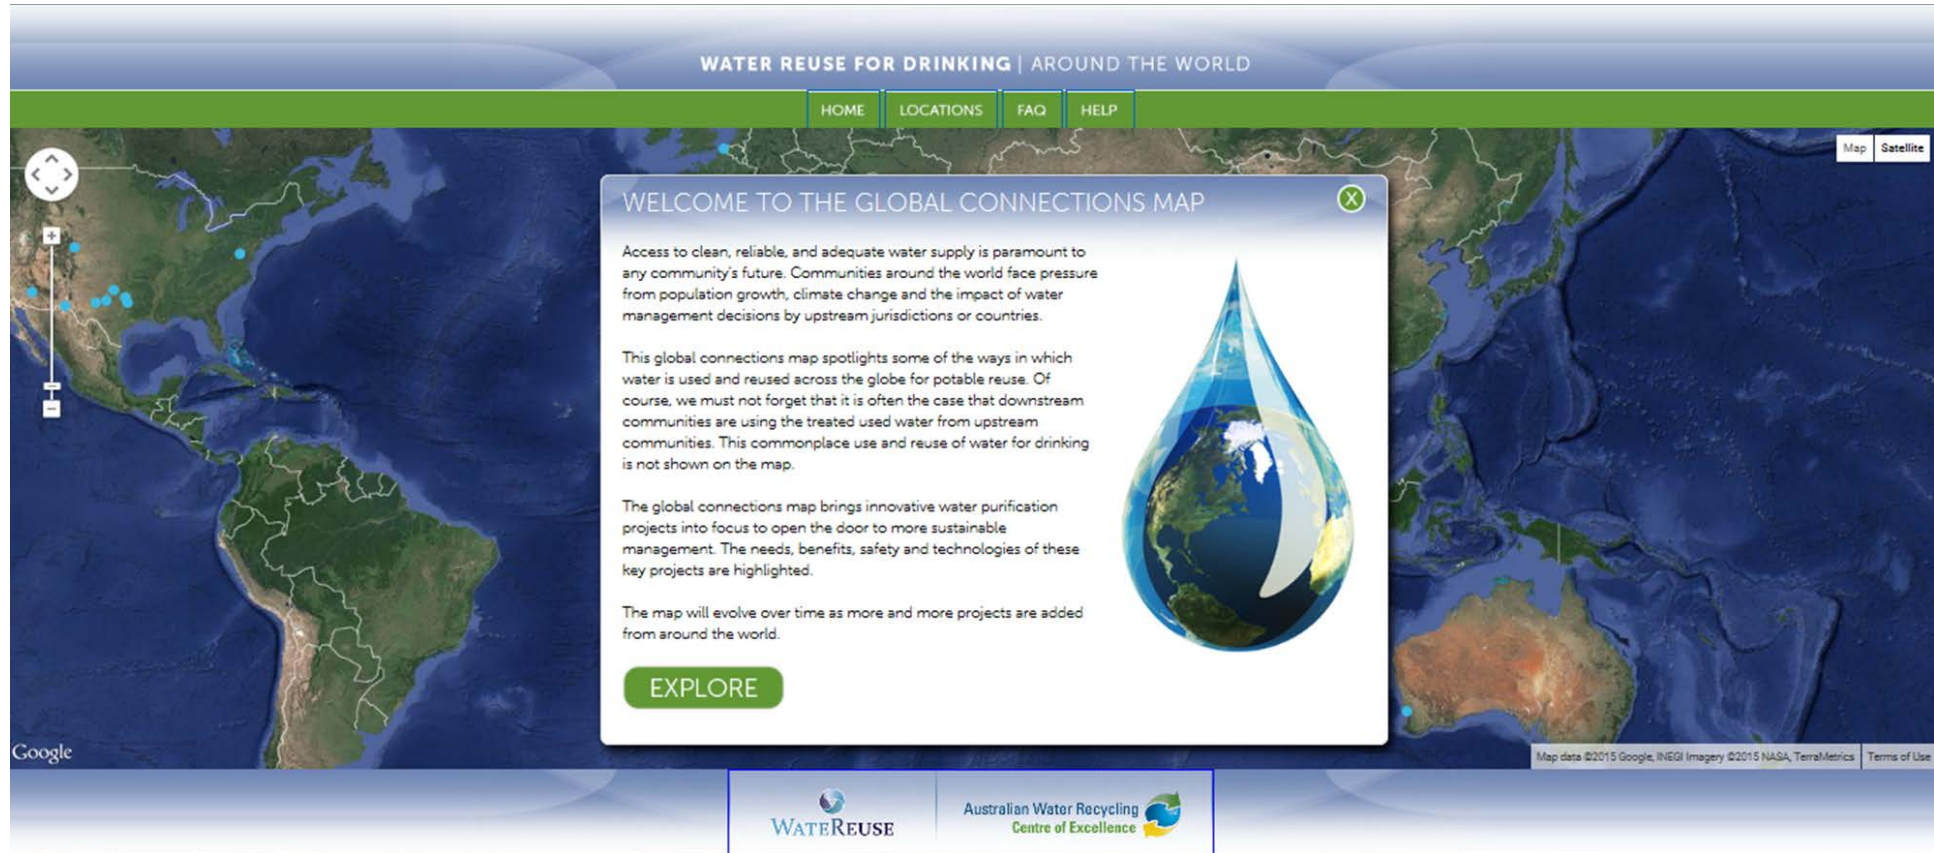 WATER REUSE FOR DRINKING | AROUND THE WORLD
HOME LOCATIONS FAQ HELP
Map Satellite
WELCOME TO THE GLOBAL CONNECTIONS MAP X
Access to clean, reliable, and adequate water supply is paramount to
any community's future. Communities around the world face pressure
from population growth, climate change and the impact of water
management decisions by upstream jurisdictions or countries.
This global connections map spotlights some of the ways in which
water is used and reused across the globe for potable reuse. Of
course, we must not forget that it is often the case that downstream
communities are using the treated used water from upstream
communities. This commonplace use and reuse of water for drinking
is not shown on the map.
The global connections map brings innovative water purification
projects into focus to open the door to more sustainable
management. The needs, benefits, safety and technologies of these
key projects are highlighted.
The map will evolve over time as more and more projects are added
from around the world.
EXPLORE
Google
Map data ©2015 Google, INEGI Imagery ©2015 NASA, TerraMetrics Terms of Use
WATEREUSE
Australian Water Recycling
Centre of Excellence